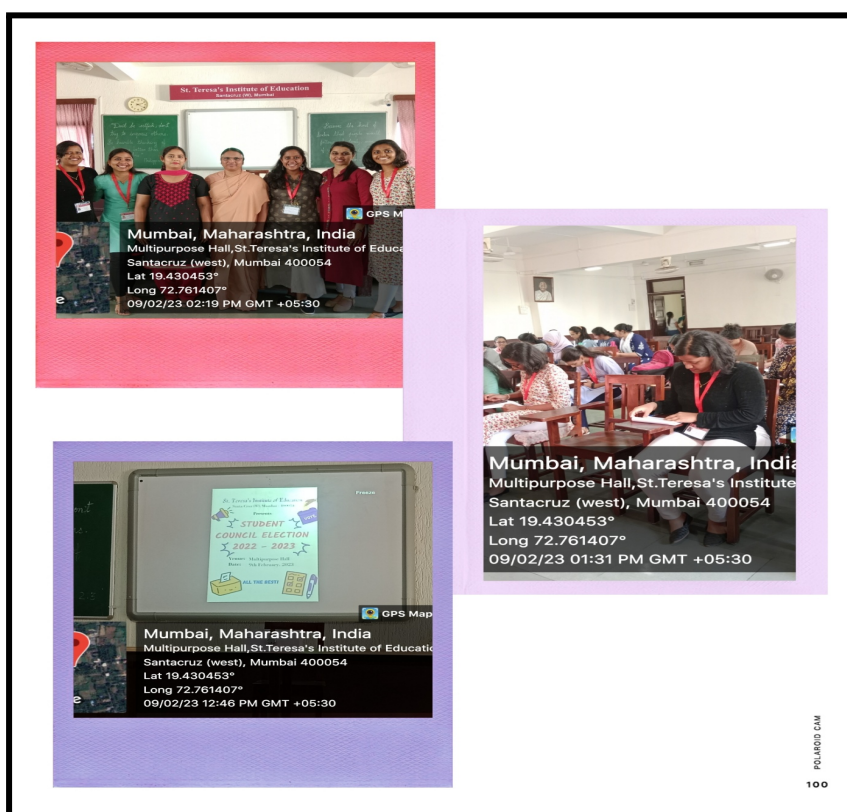 St. Teresa's Institute of Education
Santacruz (W), Mumbai
GPS M
Mumbai, Maharashtra, India
Multipurpose Hall,St.Teresa's Institute of Educa
Santacruz (west), Mumbai 400054
Lat 19.430453°
Long 72.761407°
09/02/23 02:19 PM GMT +05:30
e
Mumbai, Maharashtra, India
Multipurpose Hall,St.Teresa's Institute
Santacruz (west), Mumbai 400054
Lat 19.430453°
Long 72.761407°
09/02/23 01:31 PM GMT +05:30
Freeze
St. Teresa's Institute of Education
Presents
VOTE
STUDENT
COUNCIL ELECTION
2022 - 2023
Venue: Multipurpose Hall
ALL THE BEST!
GPS Map
Mumbai, Maharashtra, India
Multipurpose Hall,St.Teresa's Institute of Educatio
Santacruz (west), Mumbai 400054
Lat 19.430453°
Long 72.761407°
09/02/23 12:46 PM GMT +05:30
e
POLAROID CAM
100